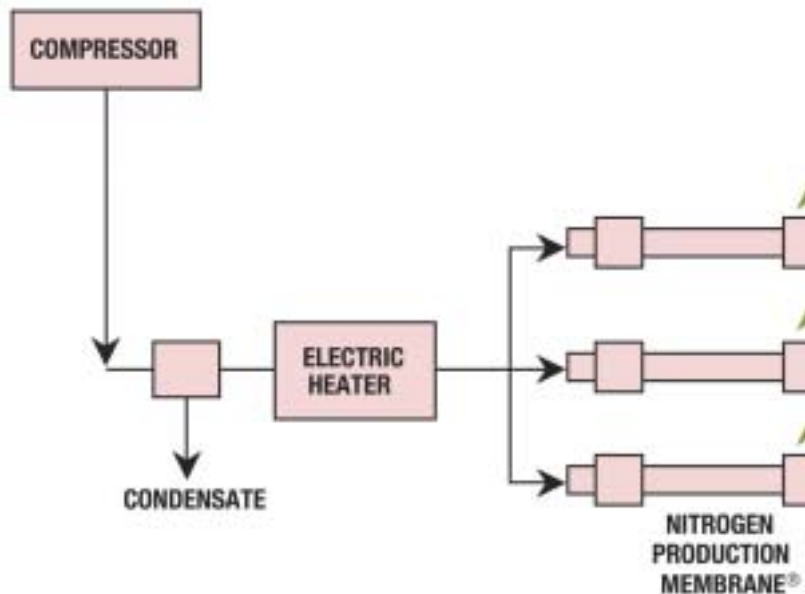 COMPRESSOR
ELECTRIC
HEATER
CONDENSATE
NITROGEN
PRODUCTION
MEMBRANE®